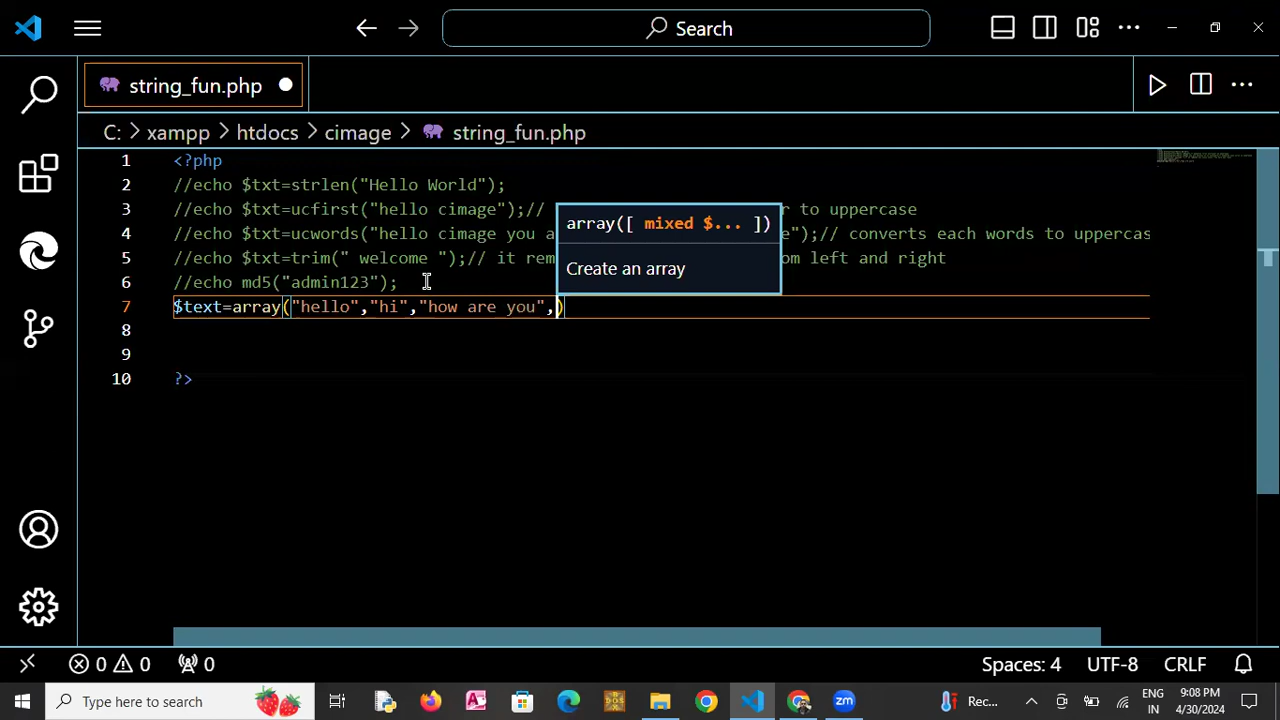 Search
string_fun.php
C: > xampp > htdocs > cimage > string_fun.php
1 <?php
2 //echo $txt=strlen("Hello World");
3 //echo $txt=ucfirst("hello cimage");// r to uppercase
4 //echo $txt=ucwords("hello cimage you a e");// converts each words to uppercas
5 //echo $txt=trim(" welcome ");// it rem om left and right
6 //echo md5("admin123");
7 $text=array("hello","hi","how are you",)
8
9
10 ?>
array([ mixed $... ])
Create an array
0 0 0 Spaces: 4 UTF-8 CRLF
Type here to search
Rec...
ENG
IN
9:08 PM
4/30/2024
zm